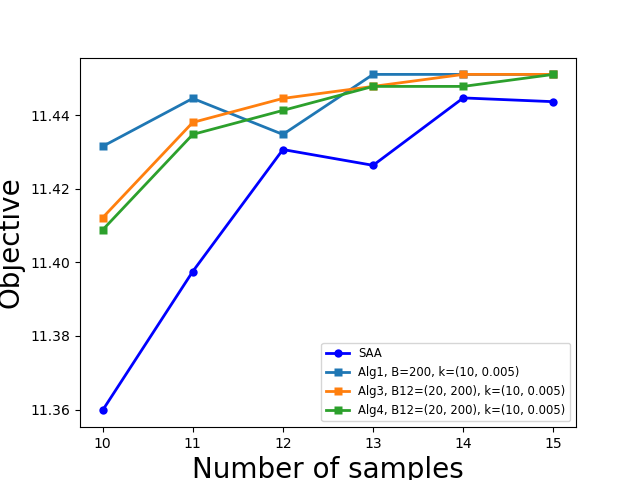 Objective
11.44
11.42
11.40
11.38
11.36
10 11 12 13 14 15
Number of samples
SAA
Alg1, B=200, k=(10, 0.005)
Alg3, B12=(20, 200), k=(10, 0.005)
Alg4, B12=(20, 200), k=(10, 0.005)